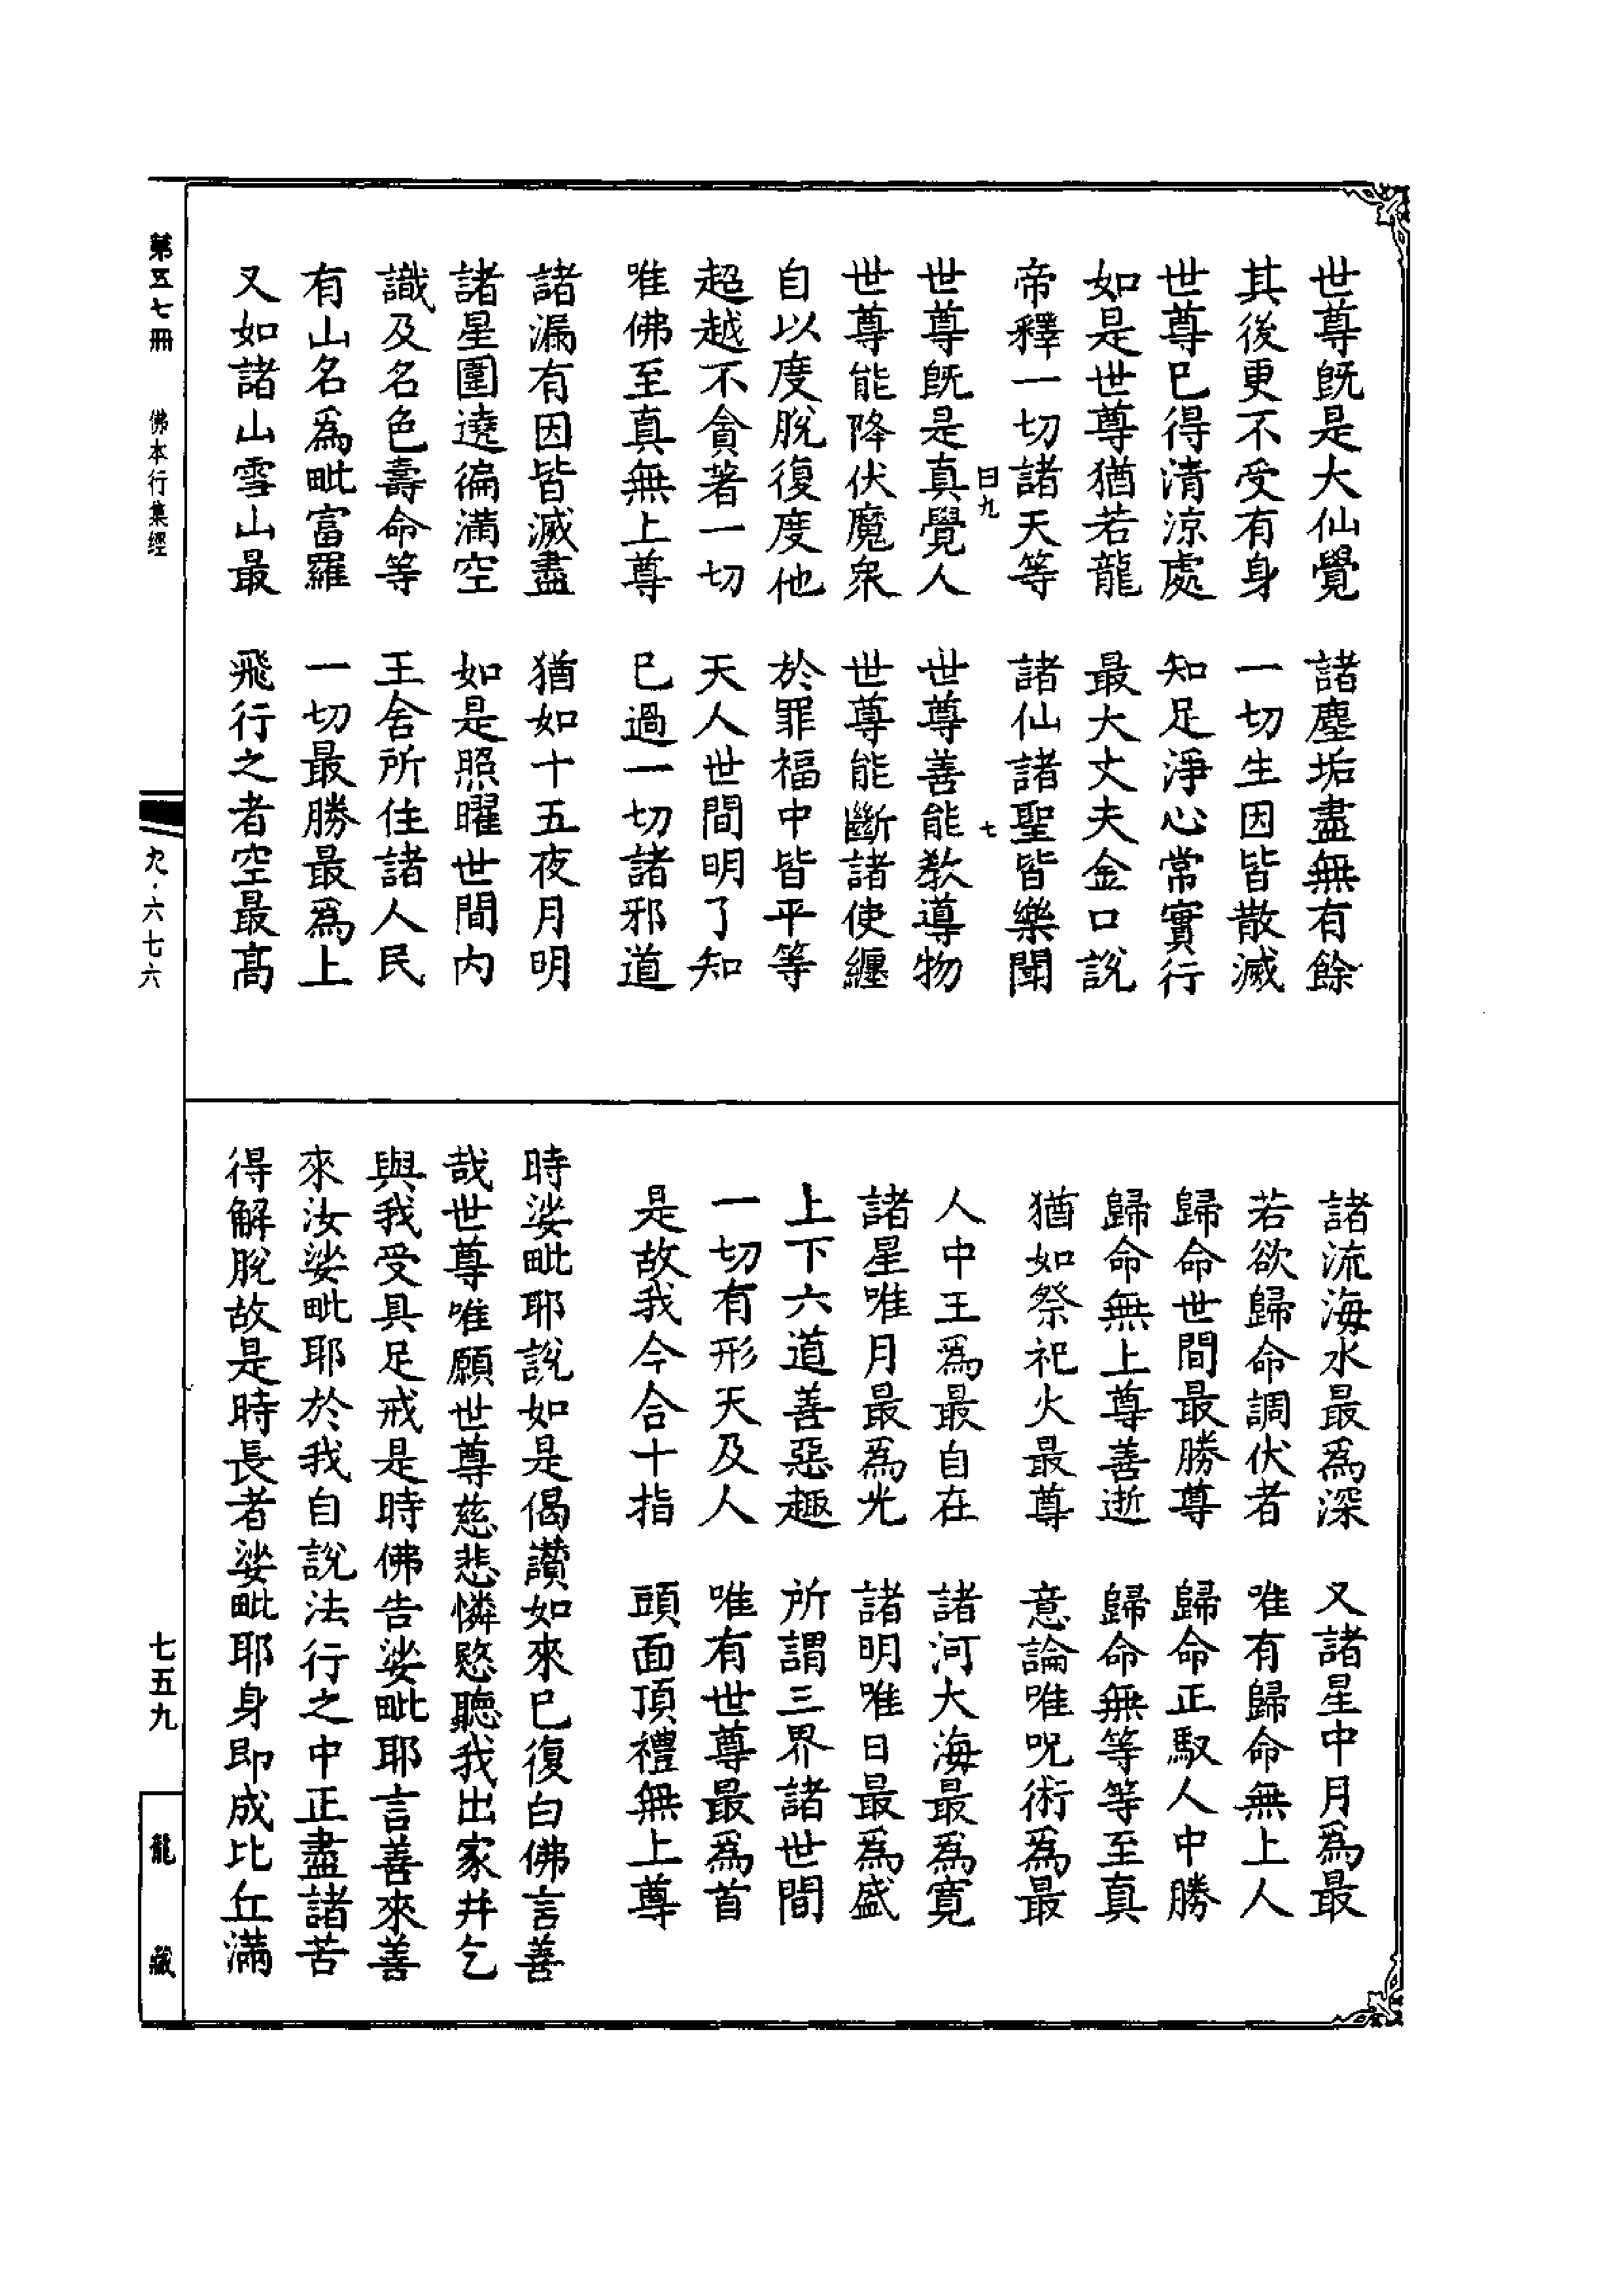 世尊既是大仙覺　諸塵垢盡無有餘
其後更不受有身　一切生因皆散滅
世尊已得清涼處　知足淨心常實行
如是世尊猶若龍　最大丈夫金口說
帝釋一切諸天等　諸仙諸聖皆樂聞
曰九　七
世尊既是真覺人　世尊善能教導物
世尊能降伏魔衆　世尊能斷諸使纏
自以度脫復度他　於罪福中皆平等
超越不貪著一切　天人世間明了知
唯佛至真無上尊　已過一切諸邪道
諸漏有因皆滅盡　猶如十五夜月明
諸星圍遶徧滿空　如是照曜世間內
識及名色壽命等　王舍所住諸人民
有山名爲毗富羅　一切最勝最爲上
又如諸山雪山最　飛行之者空最高
諸流海水最爲深　又諸星中月爲最
若欲歸命調伏者　唯有歸命無上人
歸命世間最勝尊　歸命正馭人中勝
歸命無上尊善逝　歸命無等等至真
猶如祭祀火最尊　意論唯呪術爲最
人中王爲最自在　諸河大海最爲寬
諸星唯月最爲光　諸明唯日最爲盛
上下六道善惡趣　所謂三界諸世間
一切有形天及人　唯有世尊最爲首
是故我今合十指　頭面頂禮無上尊
時娑毗耶說如是偈讚如來已復白佛言善
哉世尊唯願世尊慈悲憐愍聽我出家并乞
與我受具足戒是時佛告娑毗耶言善來善
來汝娑毗耶於我自說法行之中正盡諸苦
得解脫故是時長者娑毗耶身即成比丘滿
第五七冊　佛本行集經
九·六七六
七五九
龍藏